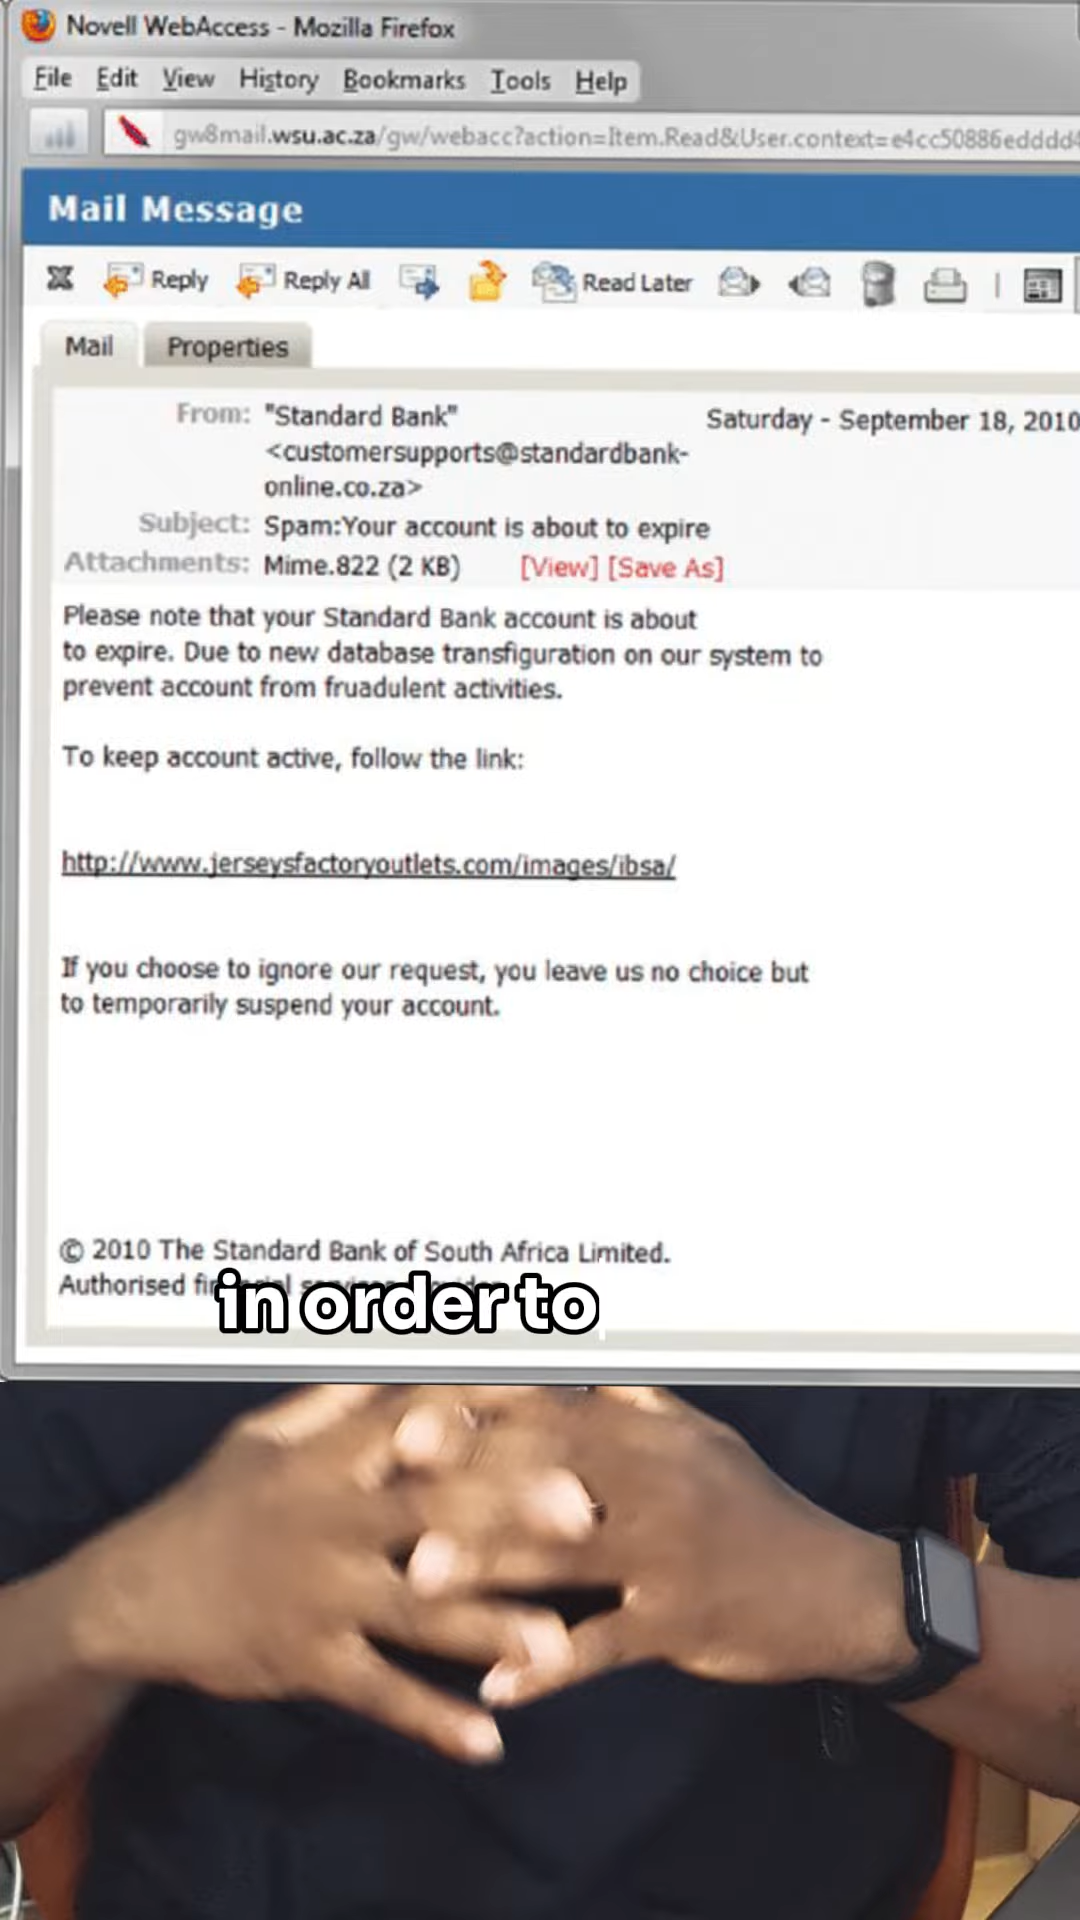 Novell WebAccess - Mozilla Firefox
File Edit View History Bookmarks Tools Help
gw8mail.wsu.ac.za/gw/webacc?action=Item.Read&User.context=e4cc50886edddd4
Mail Message
Reply Reply All Read Later
Mail Properties
From: "Standard Bank" Saturday - September 18, 2010
<customersupports@standardbank-
online.co.za>
Subject: Spam:Your account is about to expire
Attachments: Mime.822 (2 KB) [View] [Save As]
Please note that your Standard Bank account is about
to expire. Due to new database transfiguration on our system to
prevent account from fruadulent activities.
To keep account active, follow the link:
http://www.jerseysfactoryoutlets.com/images/ibsa/
If you choose to ignore our request, you leave us no choice but
to temporarily suspend your account.
© 2010 The Standard Bank of South Africa Limited.
Authorised
in order to